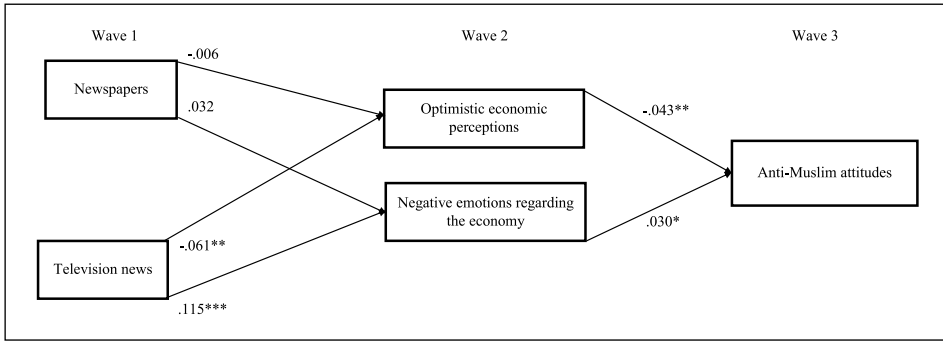 Wave 1
Wave 2
Wave 3
-.006
Newspapers
.032
Optimistic economic
perceptions
-.043**
Anti-Muslim attitudes
Negative emotions regarding
the economy
.030*
-.061**
Television news
.115***